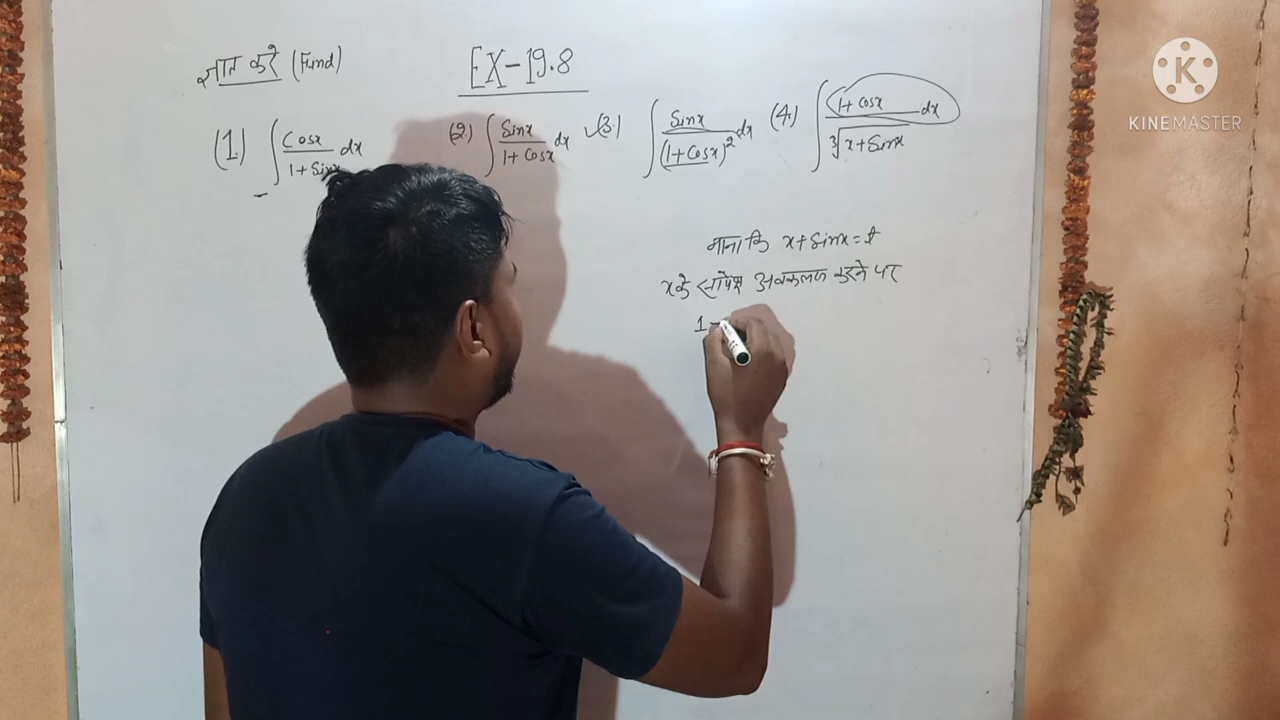 ज्ञात करे (Find)
EX-19.8
(1) ∫ Cosx / 1+Sinx dx (2) ∫ Sinx / 1+Cosx dx (3) ∫ Sinx / (1+Cosx)² dx (4) ∫ 1+Cosx / ∛x+Sinx dx
माना कि x+Sinx=t
x के सापेक्ष अवकलन करने पर
1
K
KINEMASTER